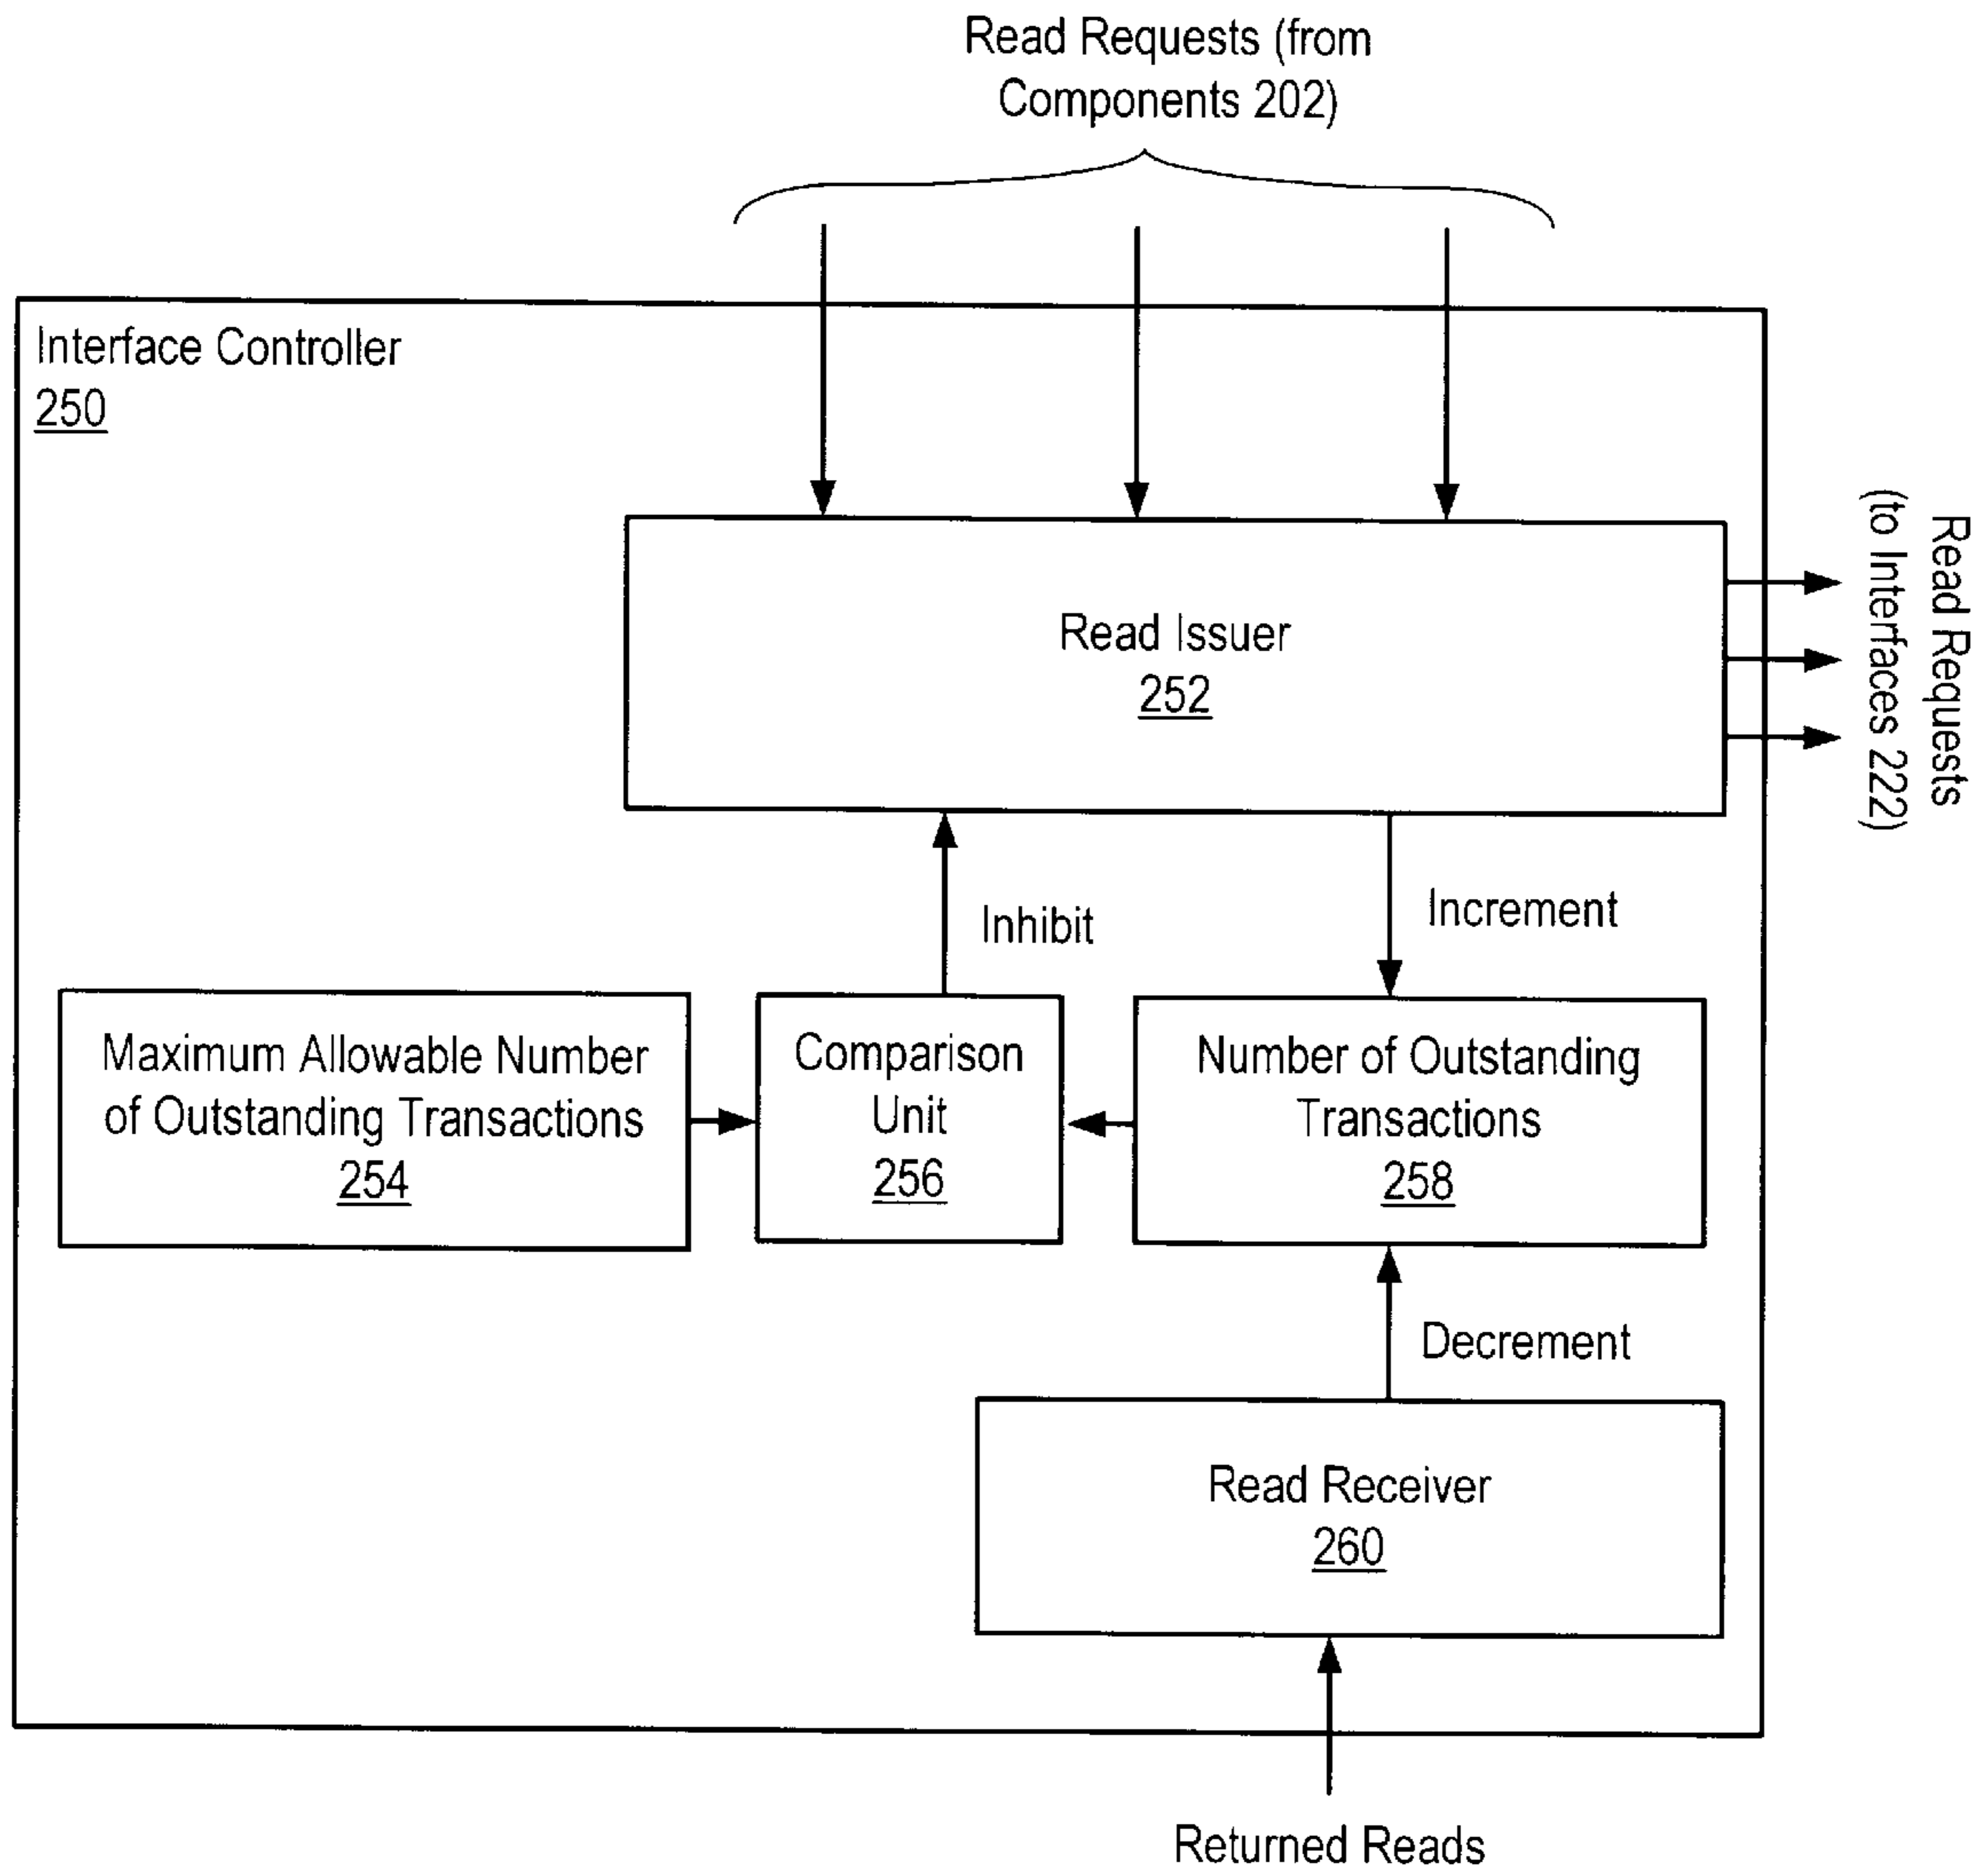 Read Requests (from
Components 202)
Interface Controller
250
Read Issuer
252
Read Requests
(to Interfaces 222)
Inhibit
Increment
Maximum Allowable Number
of Outstanding Transactions
254
Comparison
Unit
256
Number of Outstanding
Transactions
258
Decrement
Read Receiver
260
Returned Reads